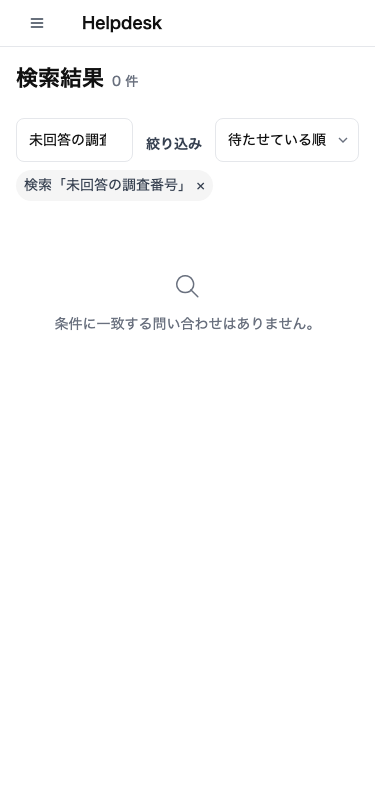 Helpdesk
検索結果 0 件
未回答の調査
絞り込み
待たせている順
検索「未回答の調査番号」 ×
条件に一致する問い合わせはありません。